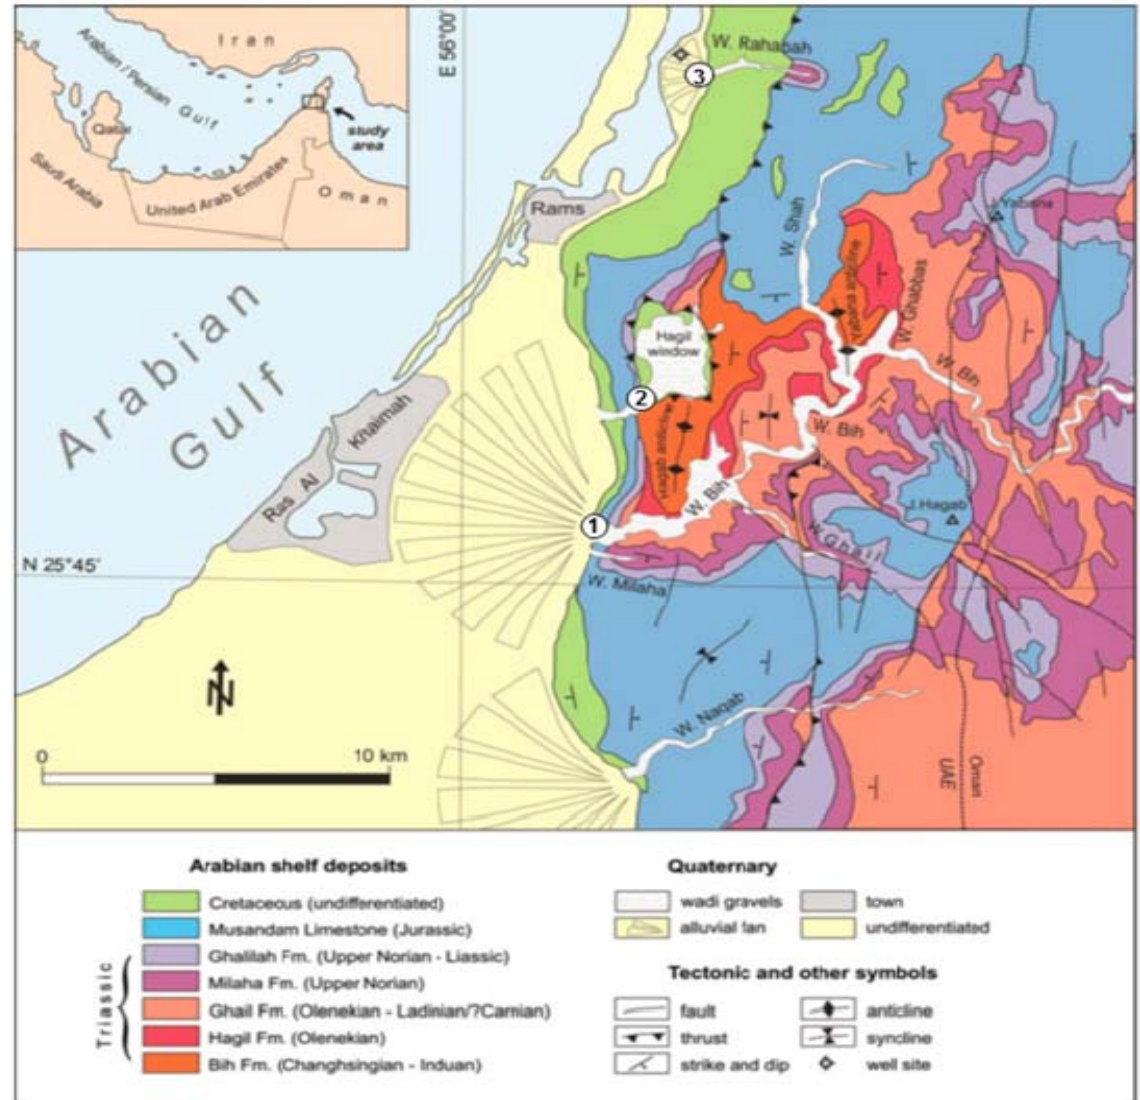 Iran
Arabian / Persian Gulf
Qatar
study
area
Saudi Arabia
United Arab Emirates
Oman
E 56°00'
W. Rahabah
3
Rams
W. Shah
J. Yabana
Yabana anticline
W. Ghabbas
Hagil
window
W. Bih
2
Hagab anticline
W. Bih
W. Bih
Arabian
Gulf
Ras Al Khaimah
1
J. Hagab
W. Ghail
N 25°45'
W. Milaha
N
W. Naqab
0 10 km
UAE
Oman
Arabian shelf deposits
Cretaceous (undifferentiated)
Musandam Limestone (Jurassic)
Ghalilah Fm. (Upper Norian - Liassic)
Milaha Fm. (Upper Norian)
Ghail Fm. (Olenekian - Ladinian/?Carnian)
Hagil Fm. (Olenekian)
Bih Fm. (Changhsingian - Induan)
Triassic
Quaternary
wadi gravels
town
alluvial fan
undifferentiated
Tectonic and other symbols
fault
anticline
thrust
syncline
strike and dip
well site